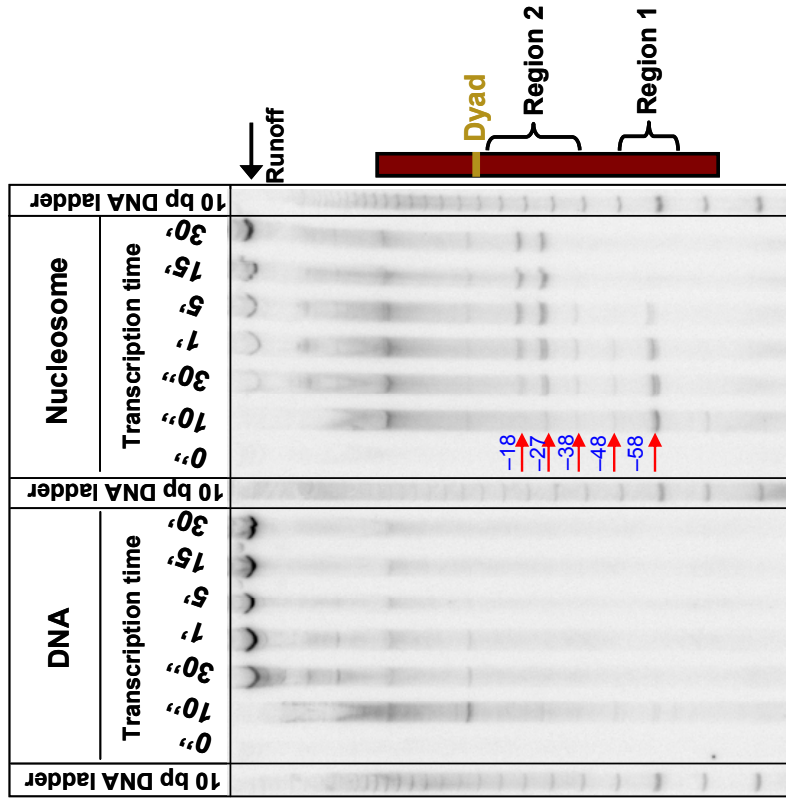 DNA
Nucleosome
Transcription time
Transcription time
10 bp DNA ladder
0”
10”
30”
1’
5’
15’
30’
10 bp DNA ladder
0”
10”
30”
1’
5’
15’
30’
10 bp DNA ladder
Runoff
Dyad
Region 2
Region 1
–18
–27
–38
–48
–58